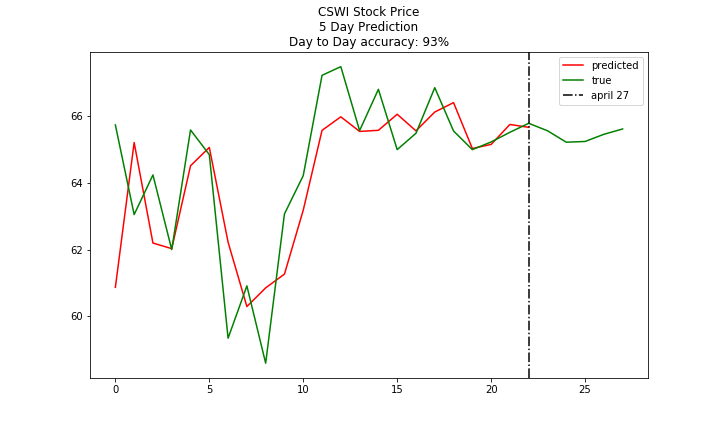 CSWI Stock Price
5 Day Prediction
Day to Day accuracy: 93%
predicted
true
april 27
66
64
62
60
0
5
10
15
20
25